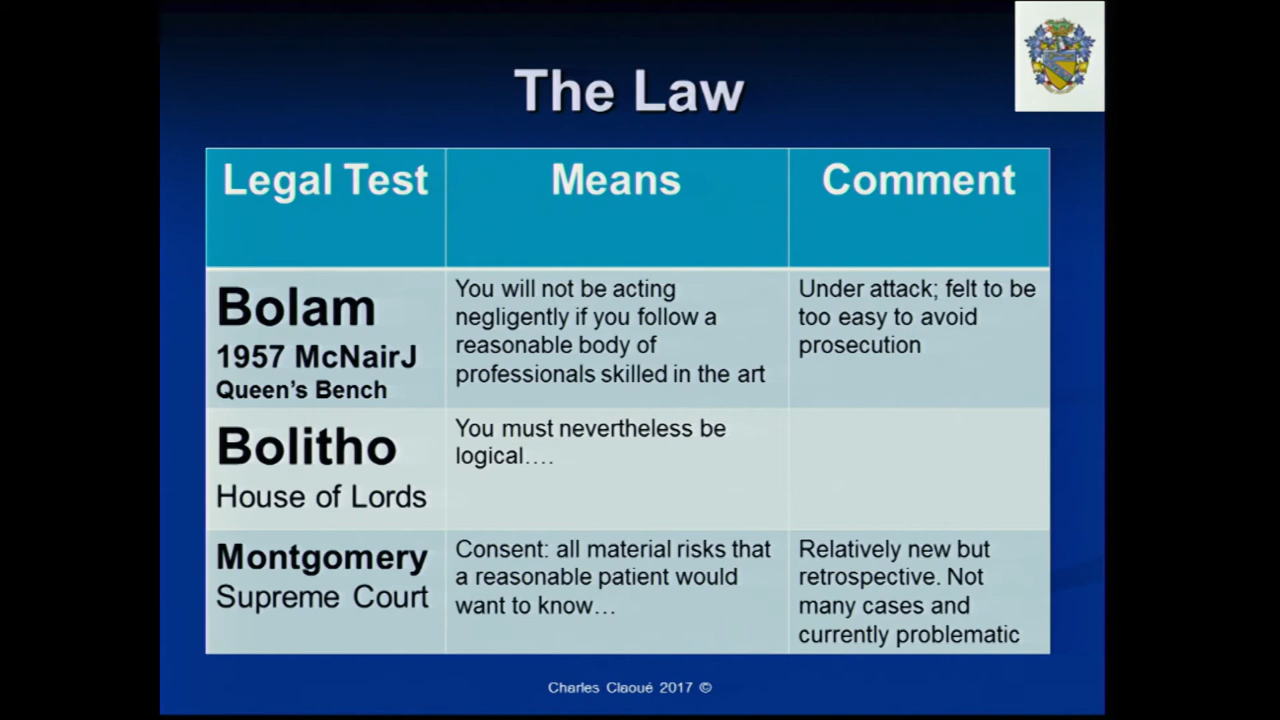 The Law
Legal Test
Means
Comment
Bolam
1957 McNairJ
Queen's Bench
You will not be acting
negligently if you follow a
reasonable body of
professionals skilled in the art
Under attack; felt to be
too easy to avoid
prosecution
Bolitho
House of Lords
You must nevertheless be
logical….
Montgomery
Supreme Court
Consent: all material risks that
a reasonable patient would
want to know…
Relatively new but
retrospective. Not
many cases and
currently problematic
Charles Claoué 2017 ©